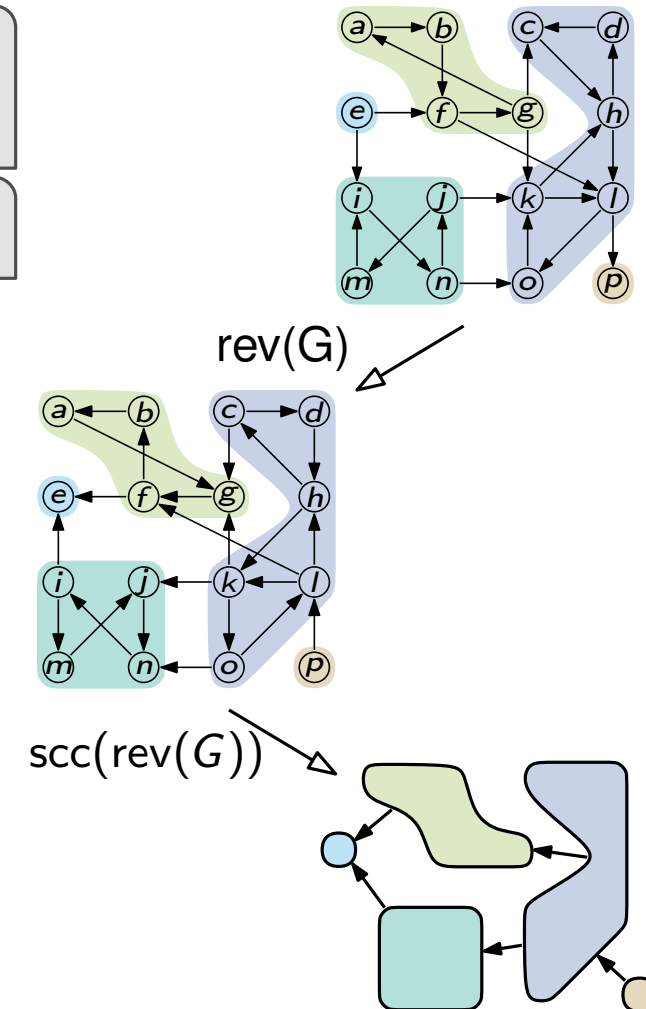 a b c d
e f g h
i j k l
m n o p
rev(G)
a b c d
e f g h
i j k l
m n o p
scc(rev(G))